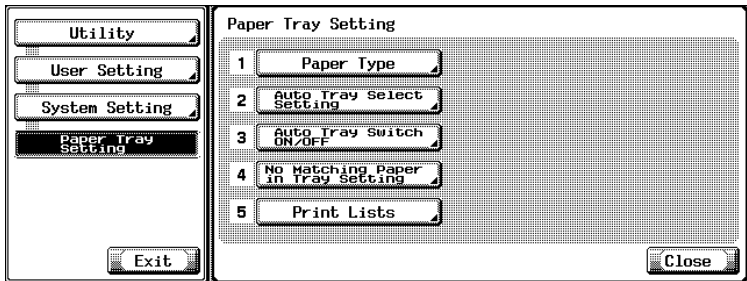 Utility
User Setting
System Setting
Paper Tray
Setting
Exit
Paper Tray Setting
1 Paper Type
2 Auto Tray Select
Setting
3 Auto Tray Switch
ON/OFF
4 No Matching Paper
in Tray Setting
5 Print Lists
Close